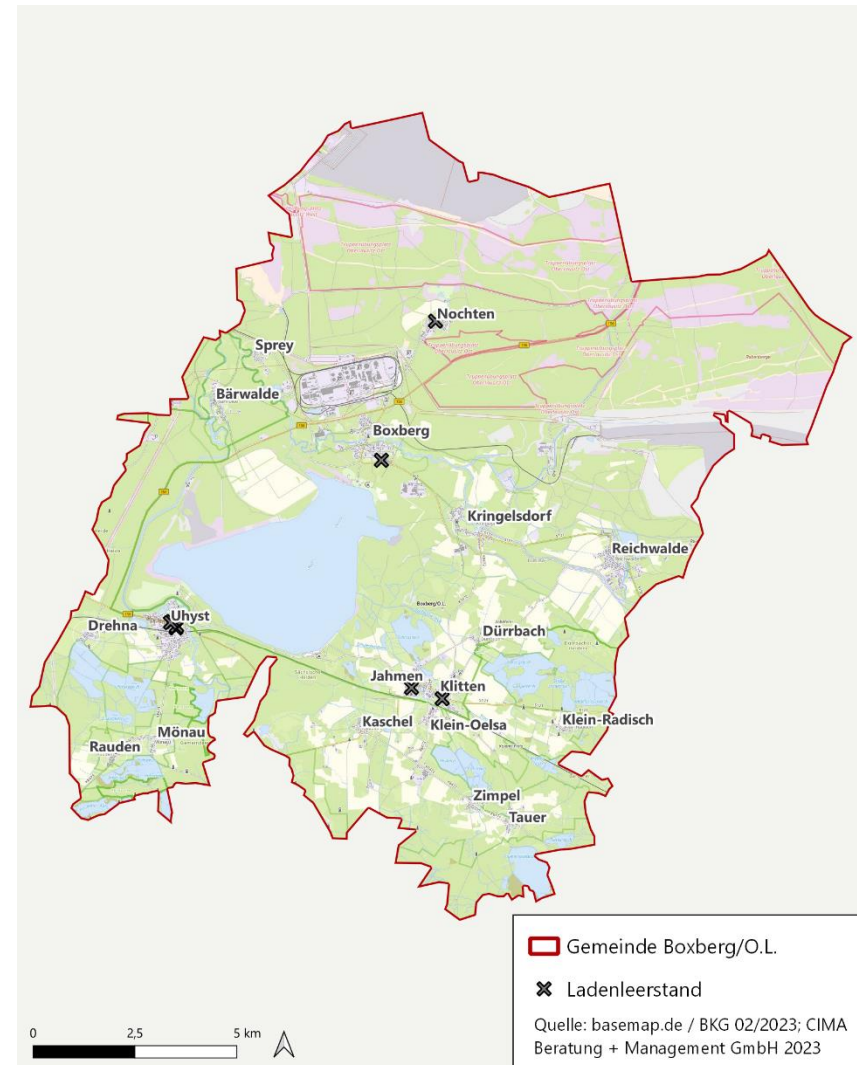 Nochten
Sprey
Bärwalde
Boxberg
Kringelsdorf
Reichwalde
Uhyst
Drehna
Boxberg/O.L.
Dürrbach
Jahmen
Klitten
Kaschel
Klein-Oelsa
Klein-Radisch
Mönau
Rauden
Zimpel
Tauer
Gemeinde Boxberg/O.L.
Ladenleerstand
Quelle: basemap.de / BKG 02/2023; CIMA
Beratung + Management GmbH 2023
0 2,5 5 km